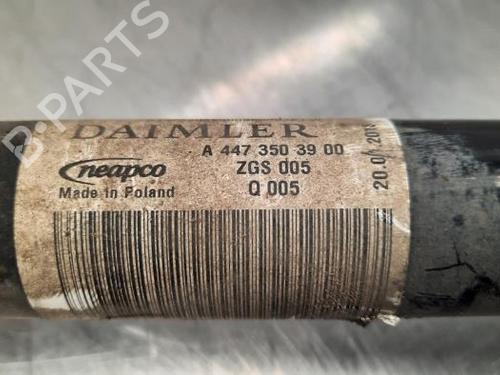 DAIMLER
A 447 350 39 00
neapco
ZGS 005
Made in Poland
Q 005
B-PARTS